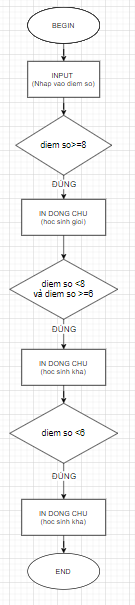 BEGIN
INPUT
(Nhap vao diem so)
diem so>=8
ĐÚNG
IN DONG CHU
(hoc sinh gioi)
diem so <8
và diem so >=6
ĐÚNG
IN DONG CHU
(hoc sinh kha)
diem so <6
ĐÚNG
IN DONG CHU
(hoc sinh kha)
END